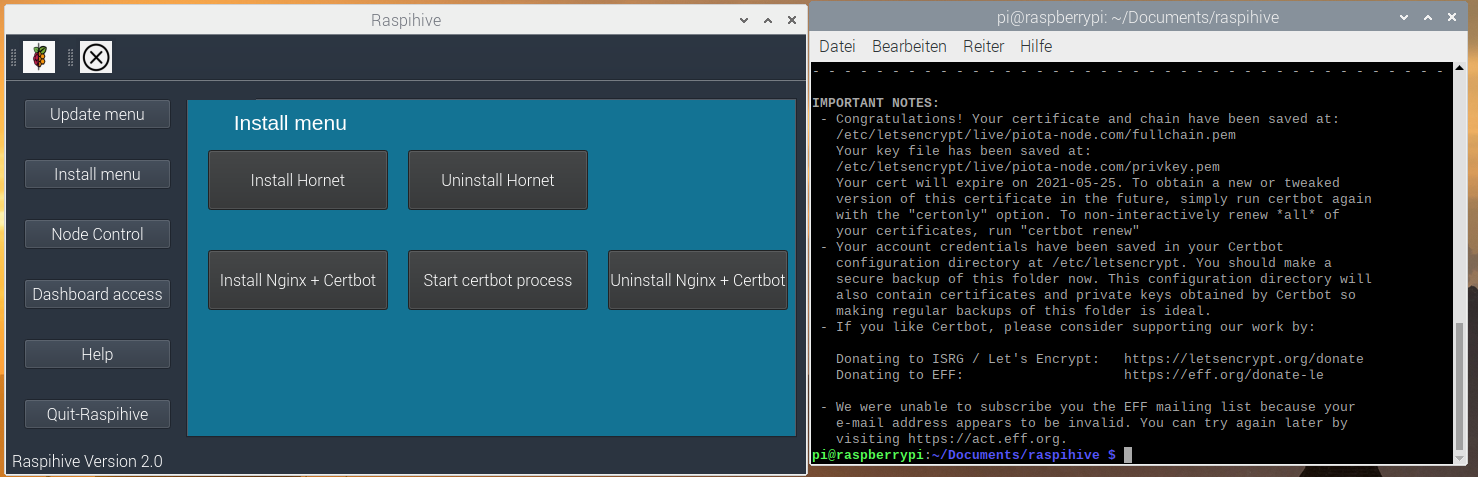 Raspihive
Update menu
Install menu
Node Control
Dashboard access
Help
Quit-Raspihive
Raspihive Version 2.0
Install menu
Install Hornet
Uninstall Hornet
Install Nginx + Certbot
Start certbot process
Uninstall Nginx + Certbot
pi@raspberrypi: ~/Documents/raspihive
Datei Bearbeiten Reiter Hilfe
- - - - - - - - - - - - - - - - - - - - - - - - - - - - - - - - - - - - - - - -
IMPORTANT NOTES:
- Congratulations! Your certificate and chain have been saved at:
/etc/letsencrypt/live/piota-node.com/fullchain.pem
Your key file has been saved at:
/etc/letsencrypt/live/piota-node.com/privkey.pem
Your cert will expire on 2021-05-25. To obtain a new or tweaked
version of this certificate in the future, simply run certbot again
with the "certonly" option. To non-interactively renew *all* of
your certificates, run "certbot renew"
- Your account credentials have been saved in your Certbot
configuration directory at /etc/letsencrypt. You should make a
secure backup of this folder now. This configuration directory will
also contain certificates and private keys obtained by Certbot so
making regular backups of this folder is ideal.
- If you like Certbot, please consider supporting our work by:
Donating to ISRG / Let's Encrypt: https://letsencrypt.org/donate
Donating to EFF: https://eff.org/donate-le
- We were unable to subscribe you the EFF mailing list because your
e-mail address appears to be invalid. You can try again later by
visiting https://act.eff.org.
pi@raspberrypi:~/Documents/raspihive $